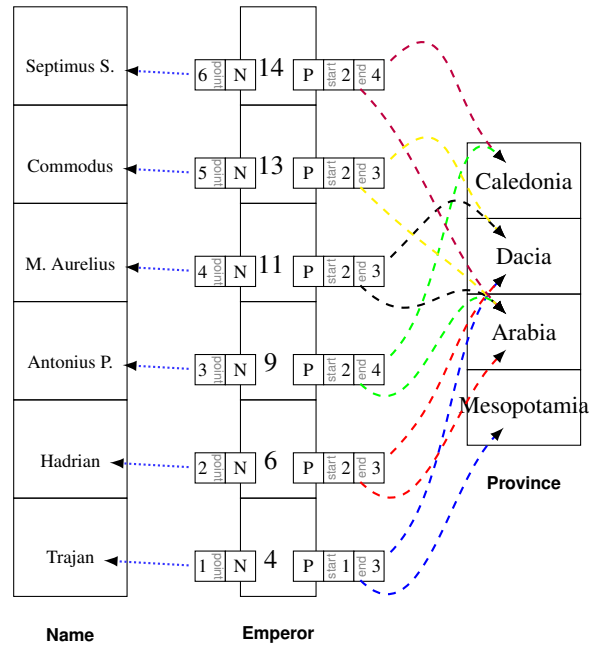 Septimus S.
6 point N 14 P start 2 end 4
Commodus
5 point N 13 P start 2 end 3
Caledonia
M. Aurelius
4 point N 11 P start 2 end 3
Dacia
Arabia
Antonius P.
3 point N 9 P start 2 end 4
Mesopotamia
Hadrian
2 point N 6 P start 2 end 3
Province
Trajan
1 point N 4 P start 1 end 3
Name
Emperor